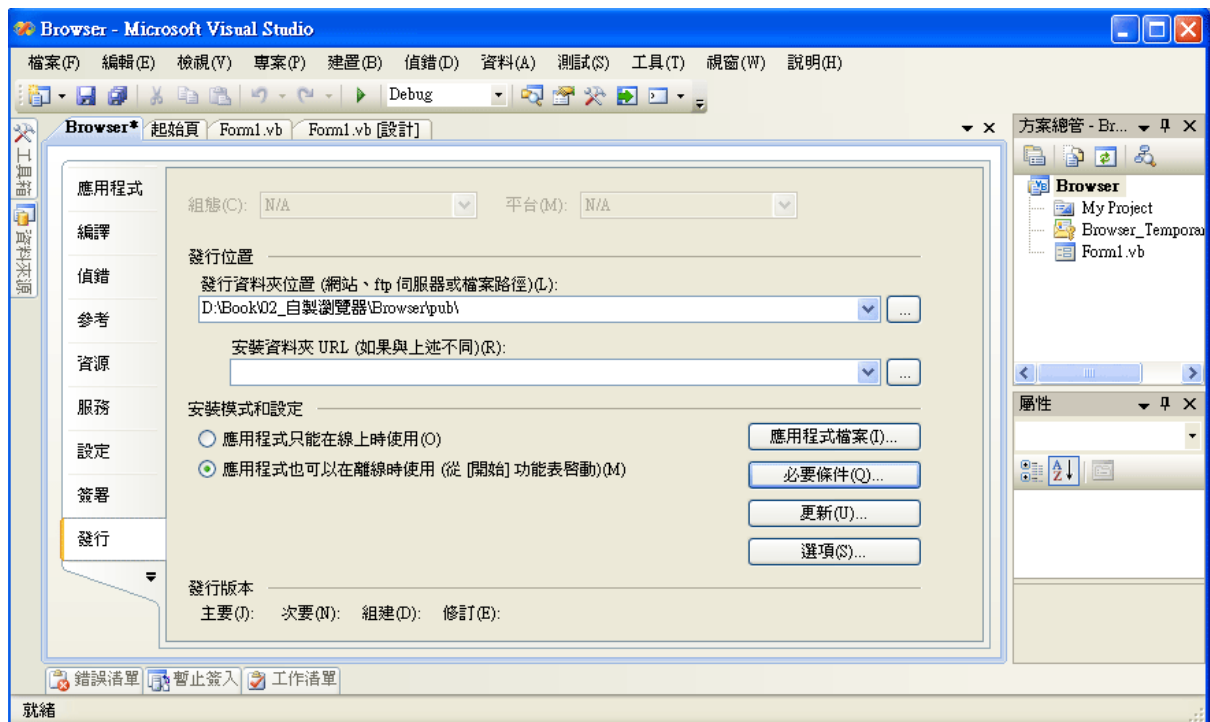 Browser - Microsoft Visual Studio
檔案(F) 編輯(E) 檢視(V) 專案(P) 建置(B) 偵錯(D) 資料(A) 測試(S) 工具(T) 視窗(W) 說明(H)
Debug
Browser* 起始頁 Form1.vb Form1.vb [設計]
方案總管 - Br...
工具箱
資料來源
應用程式
編譯
偵錯
參考
資源
服務
設定
簽署
發行
組態(C): N/A 平台(M): N/A
發行位置
發行資料夾位置 (網站、ftp 伺服器或檔案路徑)(L):
D:\Book\02_自製瀏覽器\Browser\pub\
...
安裝資料夾 URL (如果與上述不同)(R):
...
安裝模式和設定
應用程式只能在線上時使用(O)
應用程式也可以在離線時使用 (從 [開始] 功能表啟動)(M)
應用程式檔案(I)...
必要條件(Q)...
更新(U)...
選項(S)...
發行版本
主要(J): 次要(N): 組建(D): 修訂(E):
Browser
My Project
Browser_Temporar
Form1.vb
屬性
錯誤清單 暫止簽入 工作清單
就緒